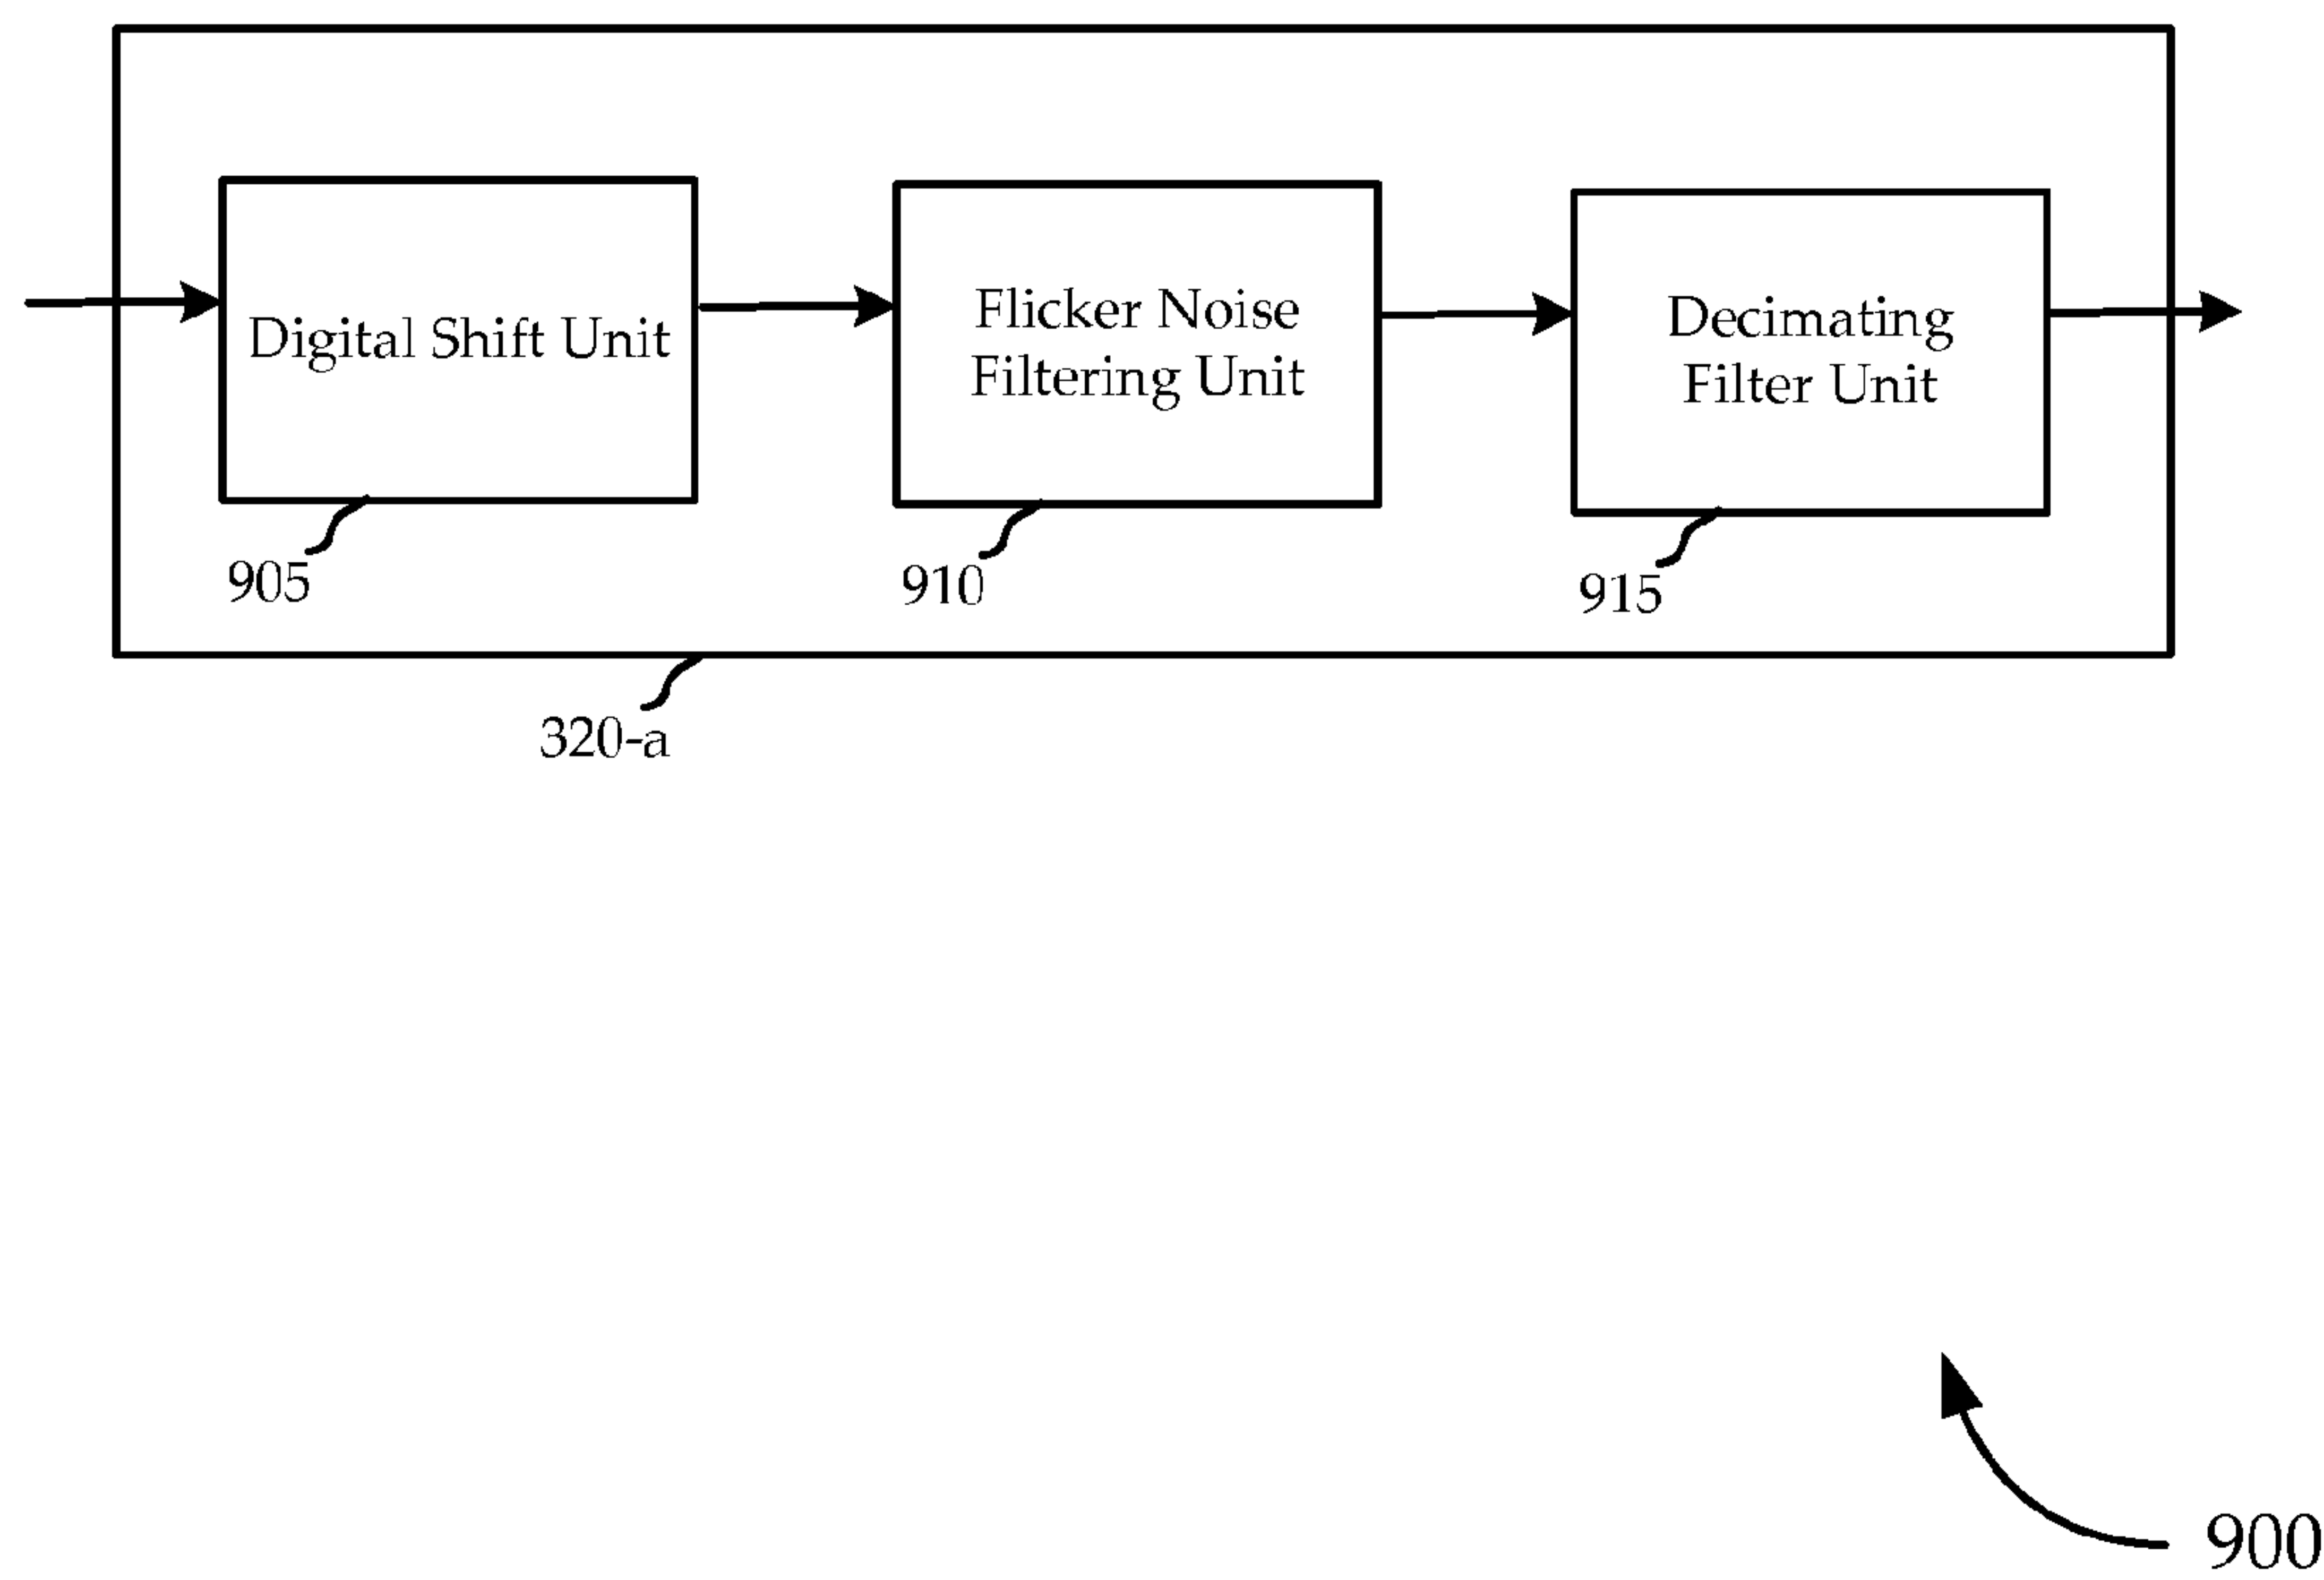 Digital Shift Unit
Flicker Noise
Filtering Unit
Decimating
Filter Unit
905
910
915
320-a
900